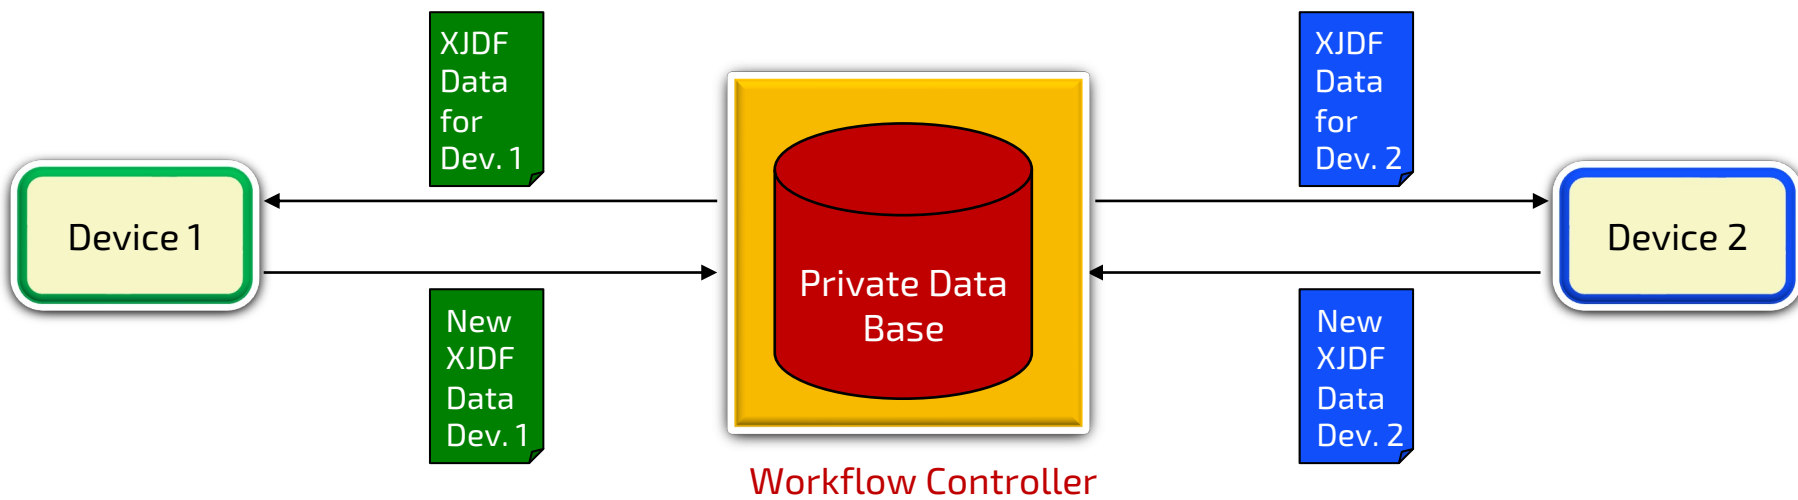 XJDF
Data
for
Dev. 1
XJDF
Data
for
Dev. 2
Device 1
Private Data
Base
Device 2
New
XJDF
Data
Dev. 1
New
XJDF
Data
Dev. 2
Workflow Controller